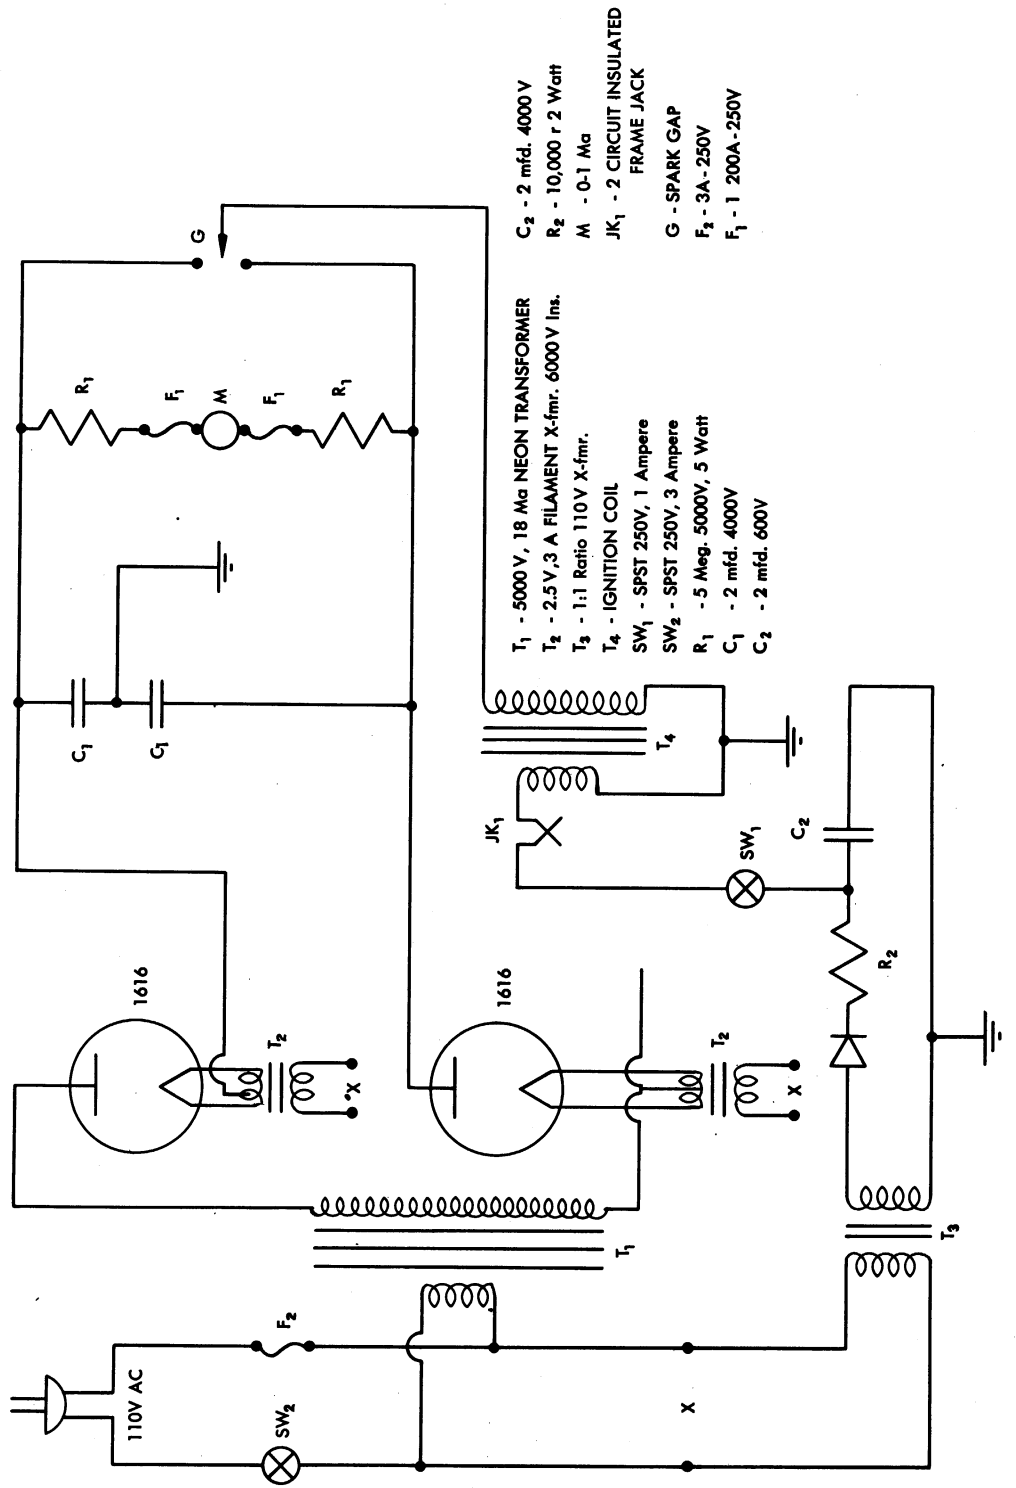 110V AC
SW₂
F₂
T₁
T₃
X
1616
T₂
X
1616
T₂
X
R₂
SW₁
C₂
JK₁
T₄
C₁
C₁
R₁
F₁
M
F₁
R₁
G
T₁ - 5000 V, 18 Ma NEON TRANSFORMER
T₂ - 2.5 V,3 A FILAMENT X-fmr. 6000 V Ins.
T₃ - 1:1 Ratio 110 V X-fmr.
T₄ - IGNITION COIL
SW₁ - SPST 250V, 1 Ampere
SW₂ - SPST 250V, 3 Ampere
R₁ - 5 Meg. 5000V, 5 Watt
C₁ - 2 mfd. 4000V
C₂ - 2 mfd. 600V
C₂ - 2 mfd. 4000 V
R₂ - 10,000 r 2 Watt
M - 0-1 Ma
JK₁ - 2 CIRCUIT INSULATED
FRAME JACK
G - SPARK GAP
F₂ - 3A-250V
F₁ - 1 200A-250V